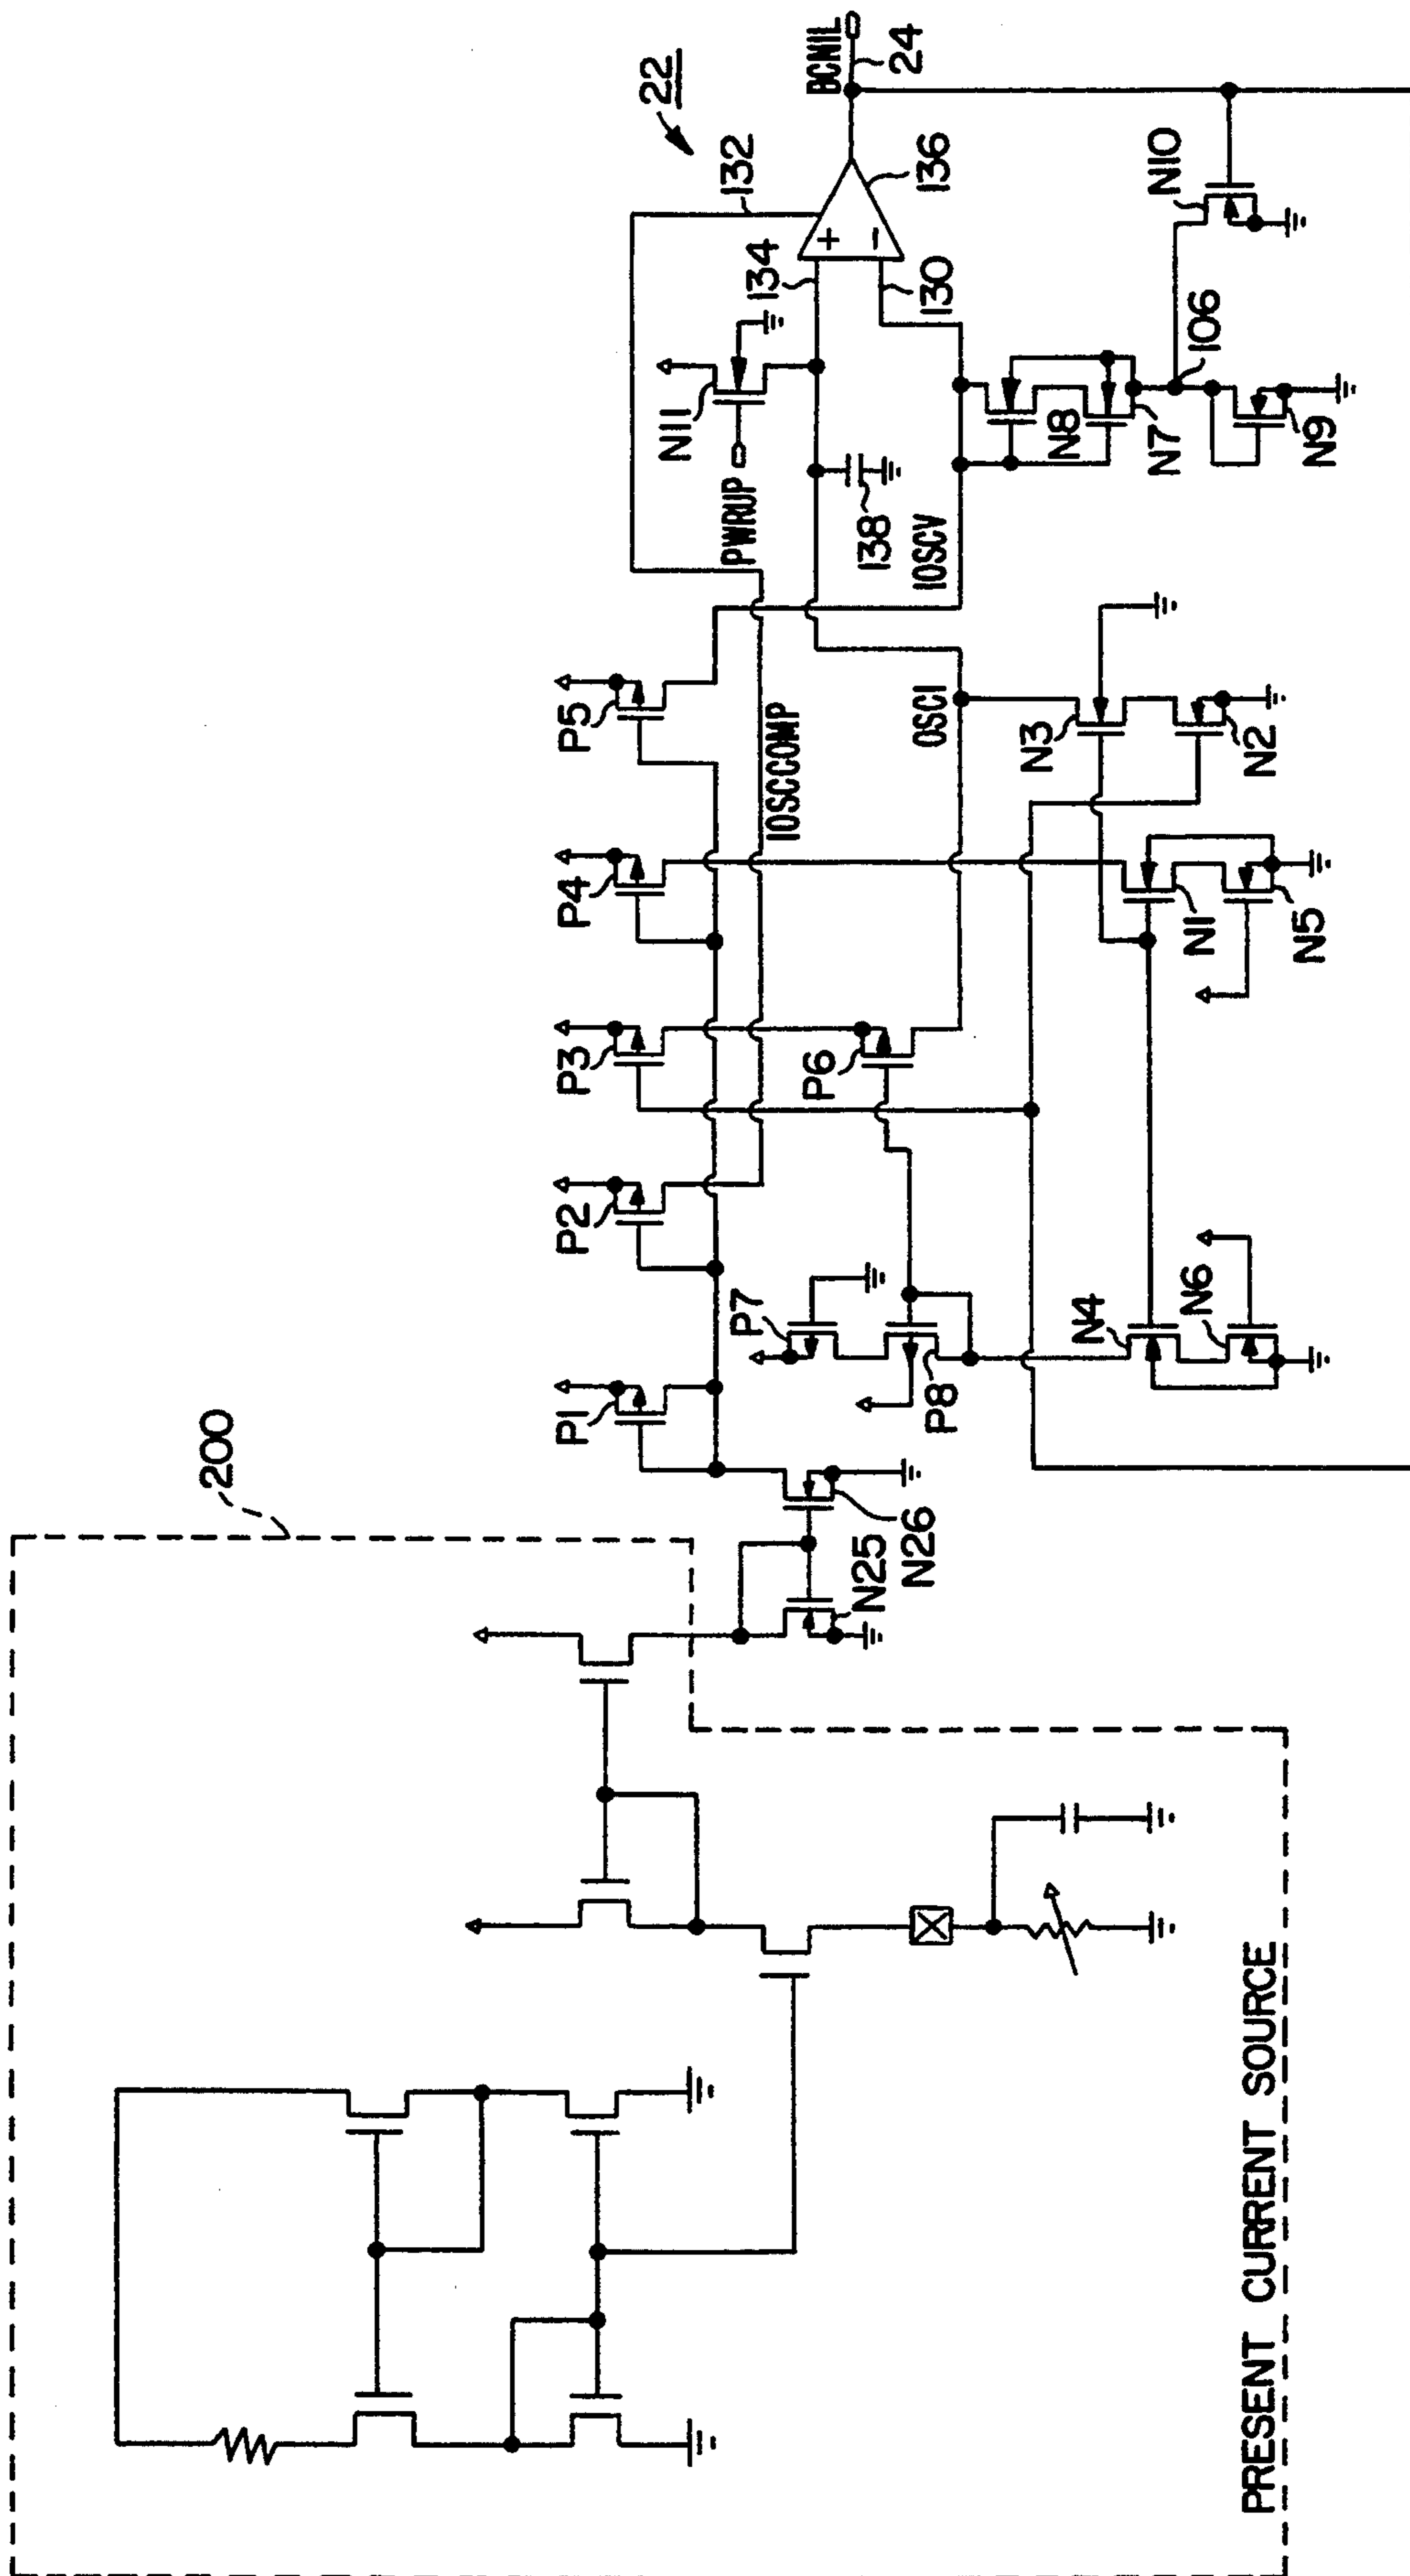 200
22
P1
P2
P3
P4
P5
132
N11
PWRUP
BCNIL
24
134
136
130
138
IOSCCOMP
IOSCV
OSCI
P7
P8
P6
N25
N26
N4
N6
N1
N5
N3
N2
N8
N7
106
N9
N10
+
−
PRESENT CURRENT SOURCE